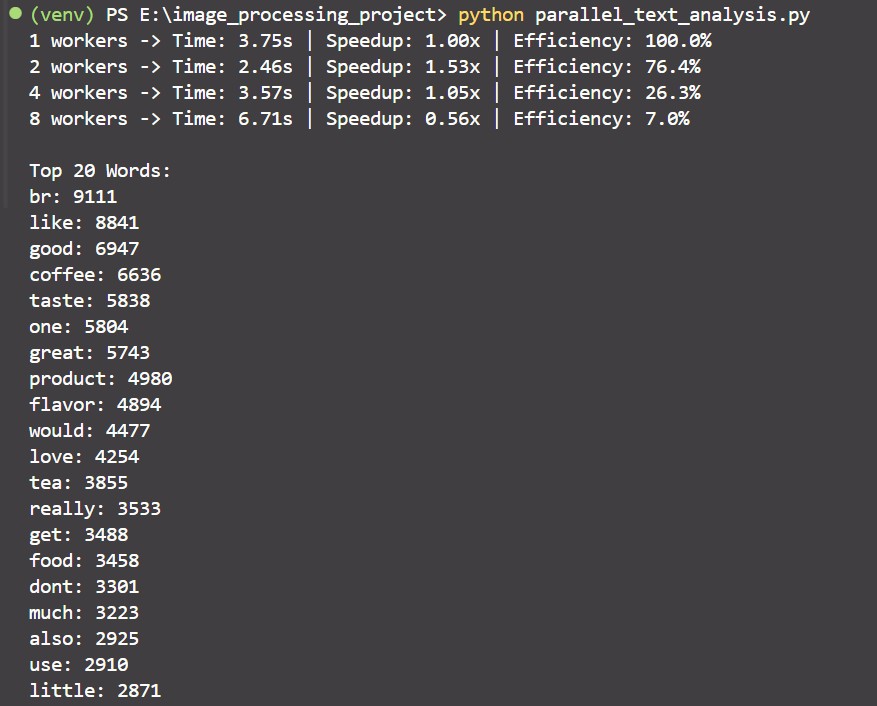 (venv) PS E:\image_processing_project> python parallel_text_analysis.py
1 workers -> Time: 3.75s | Speedup: 1.00x | Efficiency: 100.0%
2 workers -> Time: 2.46s | Speedup: 1.53x | Efficiency: 76.4%
4 workers -> Time: 3.57s | Speedup: 1.05x | Efficiency: 26.3%
8 workers -> Time: 6.71s | Speedup: 0.56x | Efficiency: 7.0%
Top 20 Words:
br: 9111
like: 8841
good: 6947
coffee: 6636
taste: 5838
one: 5804
great: 5743
product: 4980
flavor: 4894
would: 4477
love: 4254
tea: 3855
really: 3533
get: 3488
food: 3458
dont: 3301
much: 3223
also: 2925
use: 2910
little: 2871